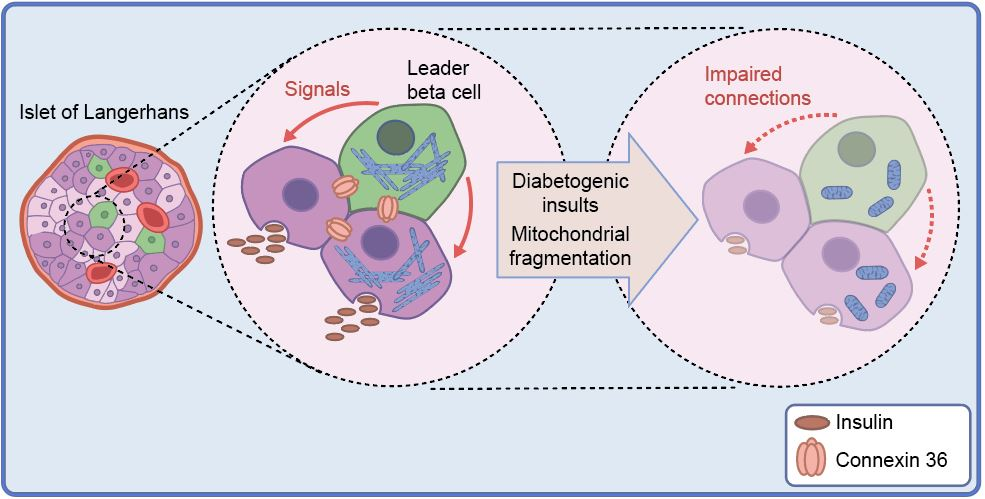 Islet of Langerhans
Signals
Leader
beta cell
Diabetogenic
insults
Mitochondrial
fragmentation
Impaired
connections
Insulin
Connexin 36